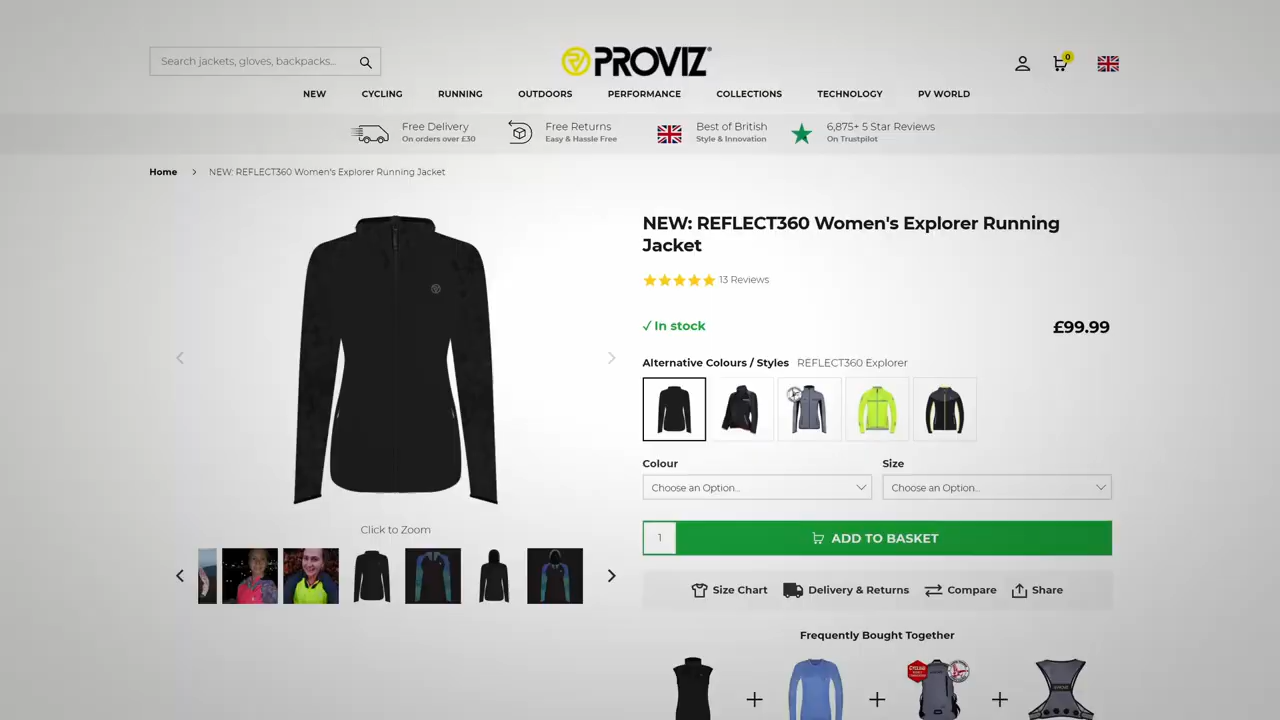 Search jackets, gloves, backpacks...
PROVIZ
0
NEW CYCLING RUNNING OUTDOORS PERFORMANCE COLLECTIONS TECHNOLOGY PV WORLD
Free Delivery
On orders over £30
Free Returns
Easy & Hassle Free
Best of British
Style & Innovation
6,875+ 5 Star Reviews
On Trustpilot
Home > NEW: REFLECT360 Women's Explorer Running Jacket
NEW: REFLECT360 Women's Explorer Running
Jacket
13 Reviews
✓ In stock
£99.99
Alternative Colours / Styles REFLECT360 Explorer
Colour
Size
Choose an Option...
Choose an Option...
1
ADD TO BASKET
Click to Zoom
Size Chart
Delivery & Returns
Compare
Share
Frequently Bought Together